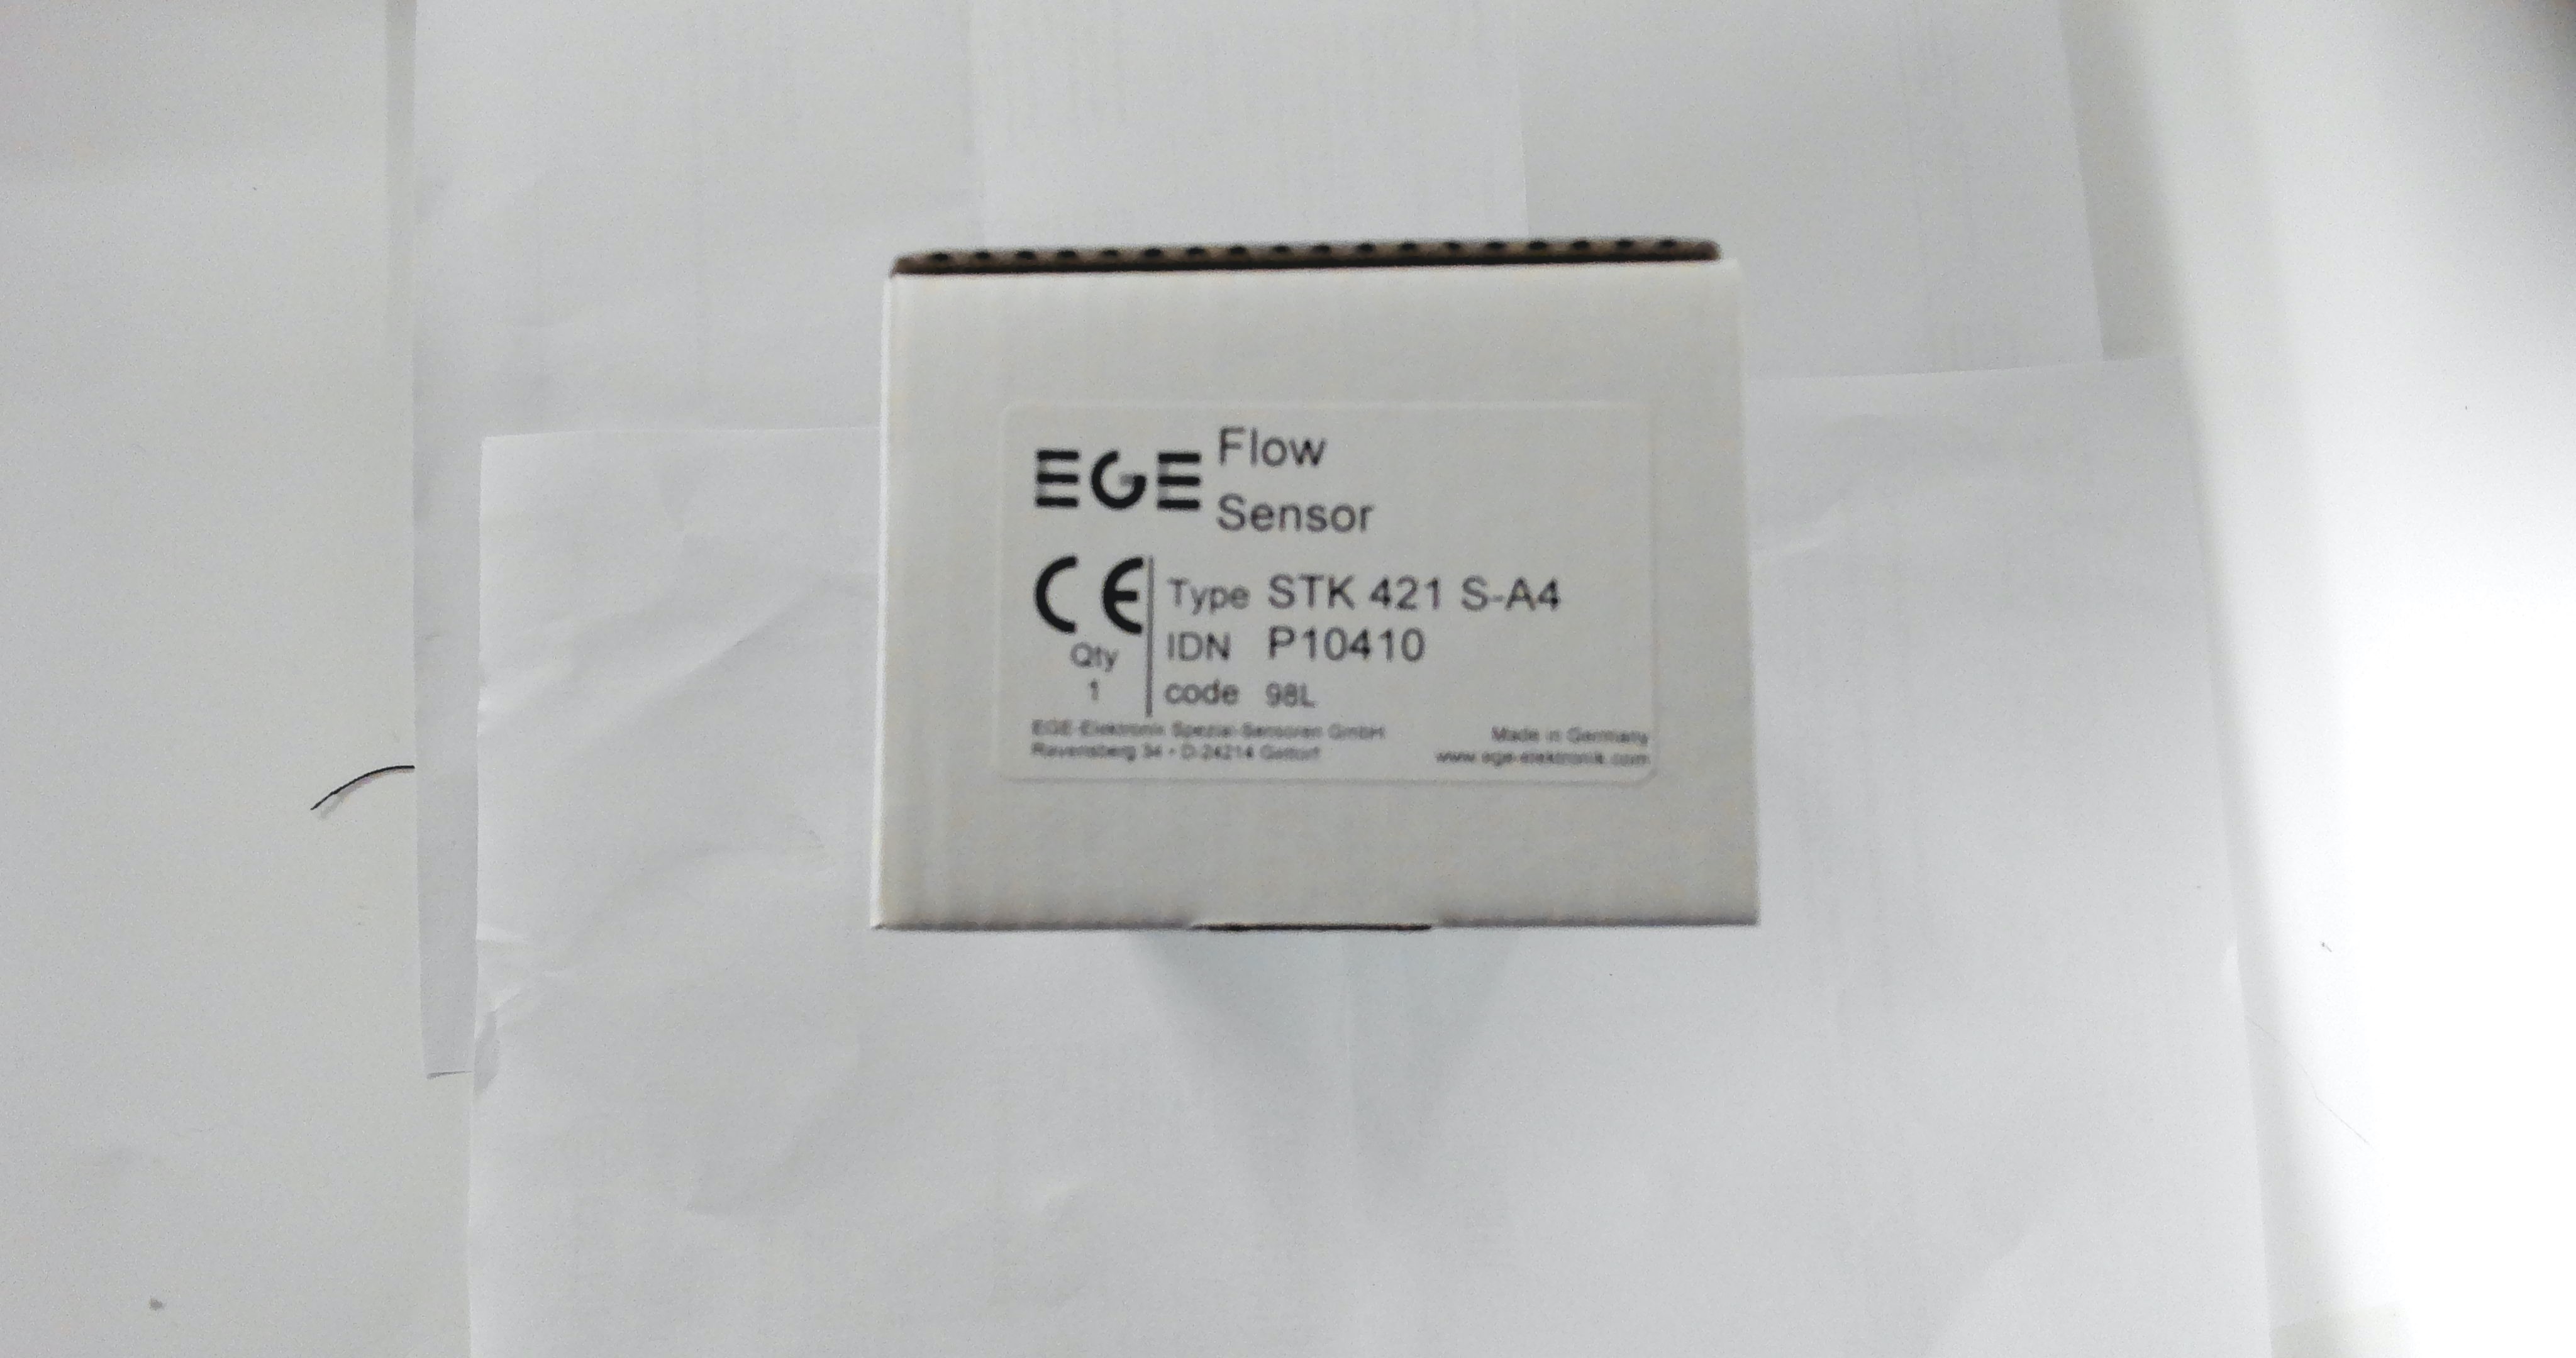 EGE Flow
Sensor
CE
Type STK 421 S-A4
IDN P10410
Qty
1
code 98L
EGE-Elektronik Spezial-Sensoren GmbH
Ravensberg 34 • D-24214 Gettorf
Made in Germany
www.ege-elektronik.com